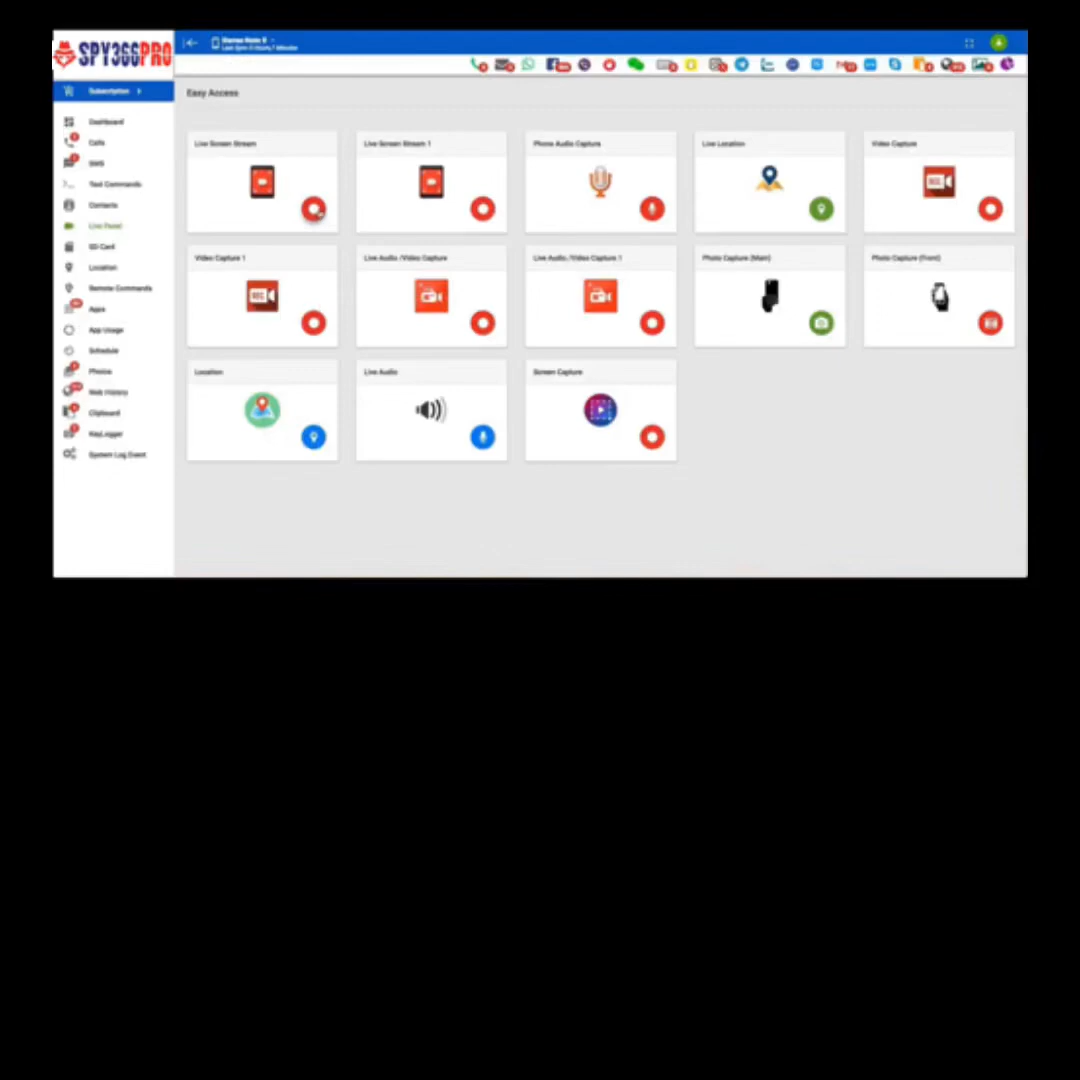 SPY366PRO
Subscription
Easy Access
Dashboard
Calls
SMS
Text Commands
Contacts
Live Panel
SD Card
Location
Remote Commands
Apps
App Usage
Schedule
Photos
Web History
Clipboard
KeyLogger
System Log Event
Live Screen Stream
Live Screen Stream 1
Phone Audio Capture
Live Location
Video Capture
REC
Video Capture 1
Live Audio /Video Capture
Live Audio /Video Capture 1
Photo Capture (Main)
Photo Capture (Front)
REC
Location
Live Audio
Screen Capture